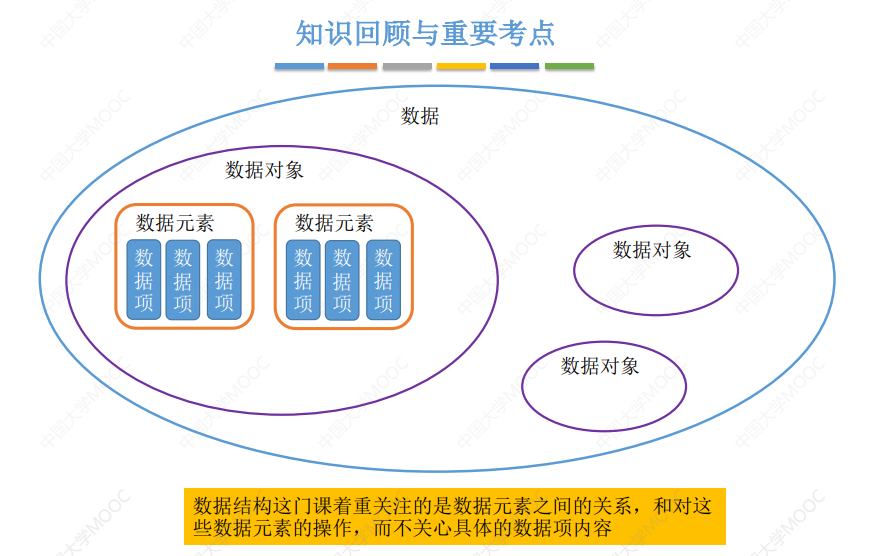 知识回顾与重要考点
数据
数据对象
数据元素
数据项
数据项
数据项
数据元素
数据项
数据项
数据项
数据对象
数据对象
数据结构这门课着重关注的是数据元素之间的关系，和对这
些数据元素的操作，而不关心具体的数据项内容
中国大学MOOC